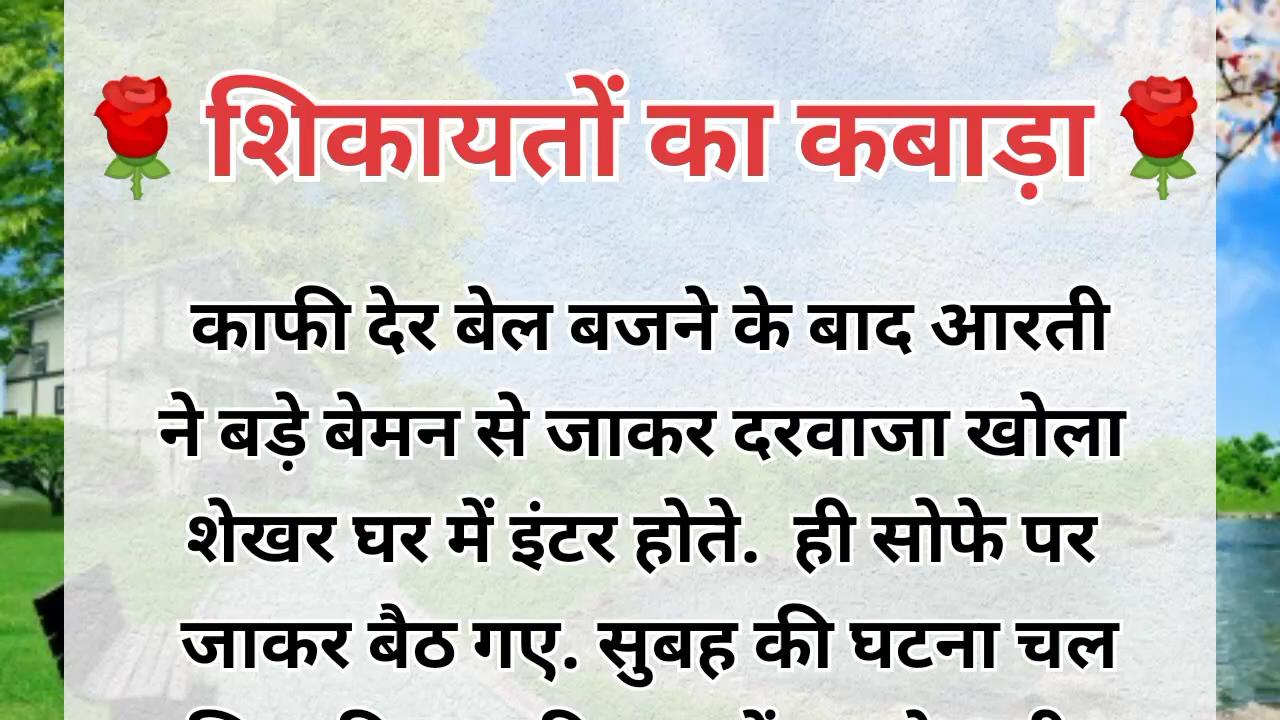 शिकायतों का कबाड़ा
काफी देर बेल बजने के बाद आरती
ने बड़े बेमन से जाकर दरवाजा खोला
शेखर घर में इंटर होते.  ही सोफे पर
जाकर बैठ गए. सुबह की घटना चल